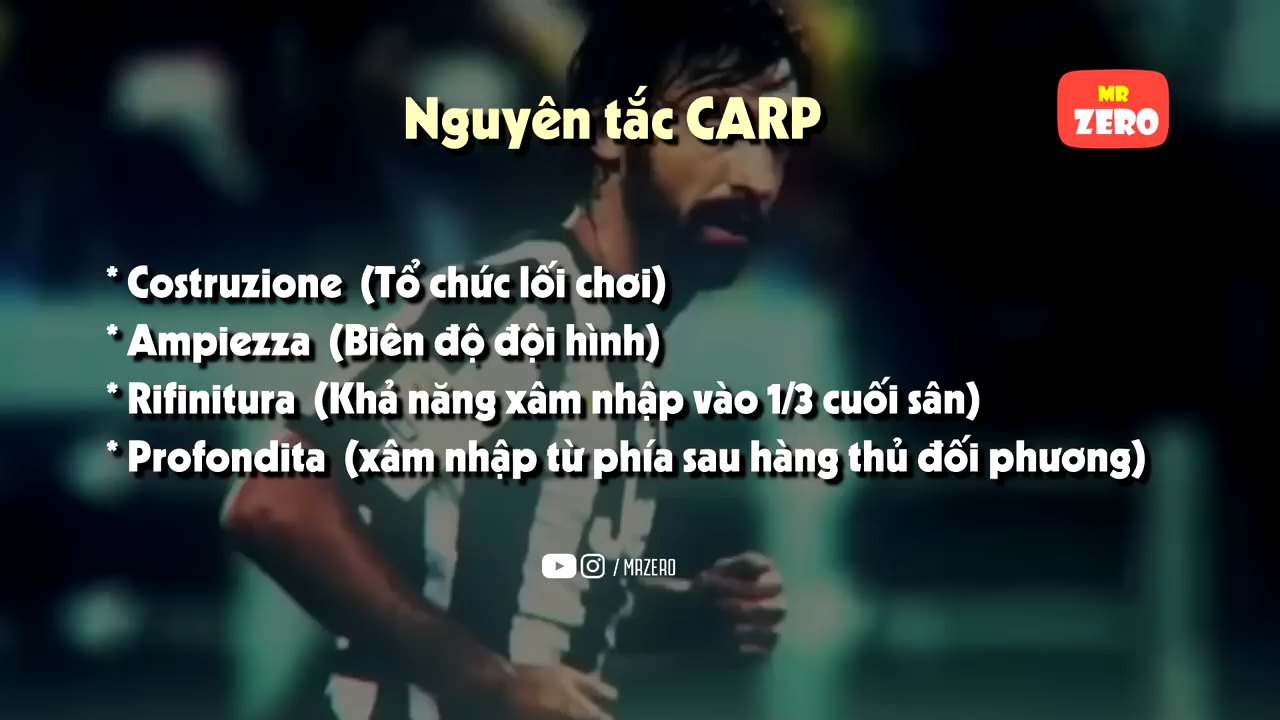 Nguyên tắc CARP
MR
ZERO
* Costruzione (Tổ chức lối chơi)
* Ampiezza (Biên độ đội hình)
* Rifinitura (Khả năng xâm nhập vào 1/3 cuối sân)
* Profondita (xâm nhập từ phía sau hàng thủ đối phương)
/ MRZERO